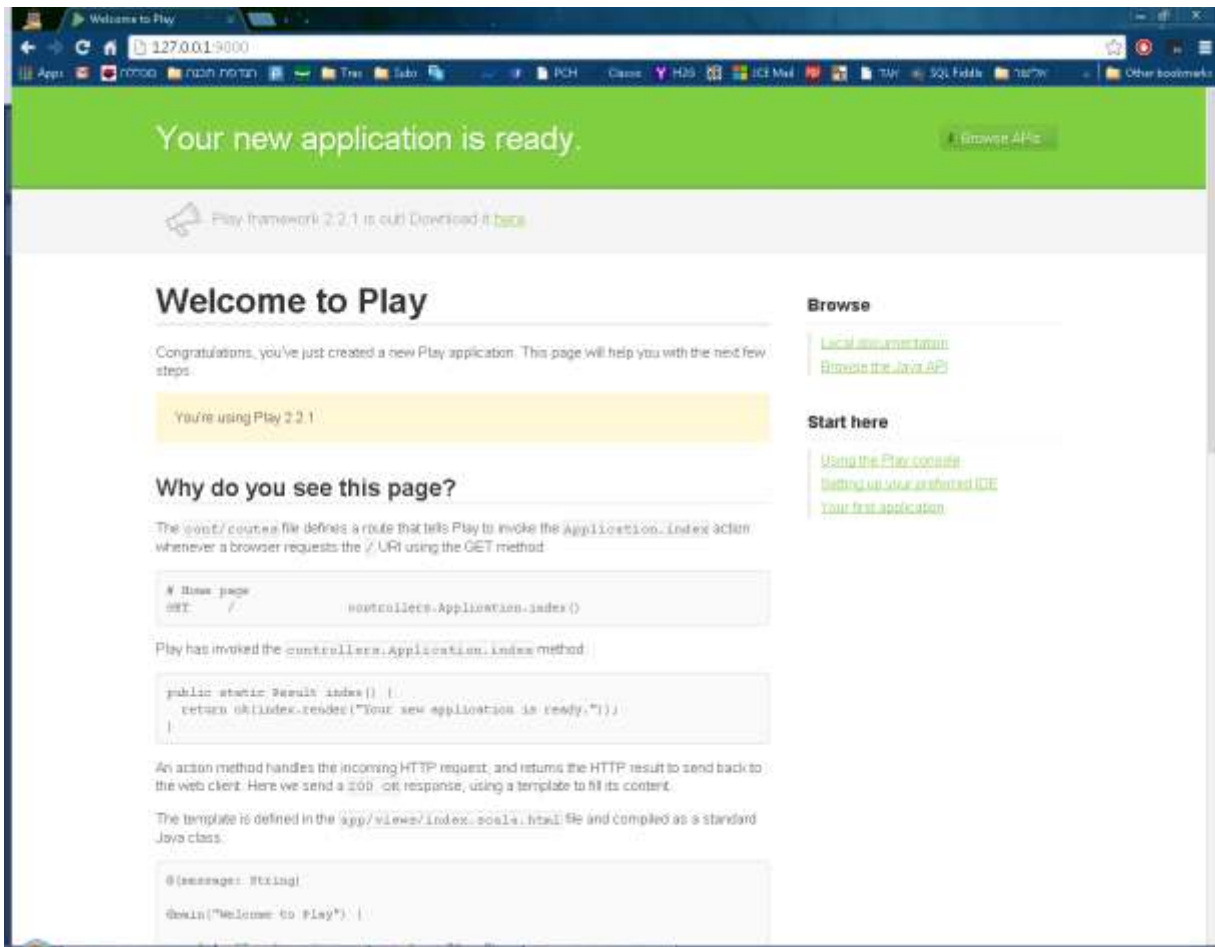 Welcome to Play
127.0.0.1:9000
Apps
PCH
H2G
ICE Mail
SQL Fiddle
Other bookmarks
Your new application is ready.
Browse APIs
Play framework 2.2.1 is out! Download it here
Welcome to Play
Congratulations, you've just created a new Play application. This page will help you with the next few
steps.
You're using Play 2.2.1
Why do you see this page?
The conf/routes file defines a route that tells Play to invoke the Application.index action
whenever a browser requests the / URI using the GET method:
# Home page
GET / controllers.Application.index()
Play has invoked the controllers.Application.index method:
public static Result index() {
return ok(index.render("Your new application is ready."));
}
An action method handles the incoming HTTP request, and returns the HTTP result to send back to
the web client. Here we send a 200 OK response, using a template to fill its content.
The template is defined in the app/views/index.scala.html file and compiled as a standard
Java class.
@(message: String)
@main("Welcome to Play") {
Browse
Local documentation
Browse the Java API
Start here
Using the Play console
Setting up your preferred IDE
Your first application